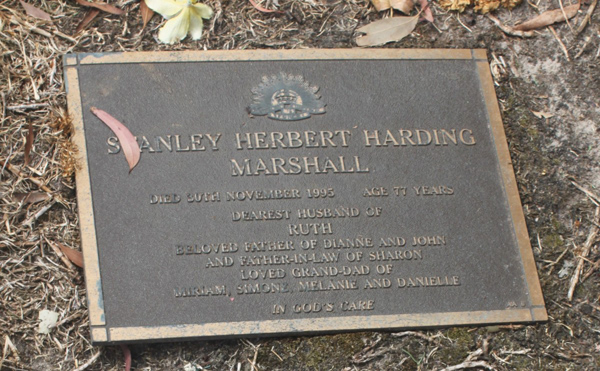 STANLEY HERBERT HARDING
MARSHALL
DIED 30TH NOVEMBER 1995 AGE 77 YEARS
DEAREST HUSBAND OF
RUTH
BELOVED FATHER OF DIANNE AND JOHN
AND FATHER-IN-LAW OF SHARON
LOVED GRAND-DAD OF
MIRIAM, SIMONE, MELANIE AND DANIELLE
IN GOD'S CARE